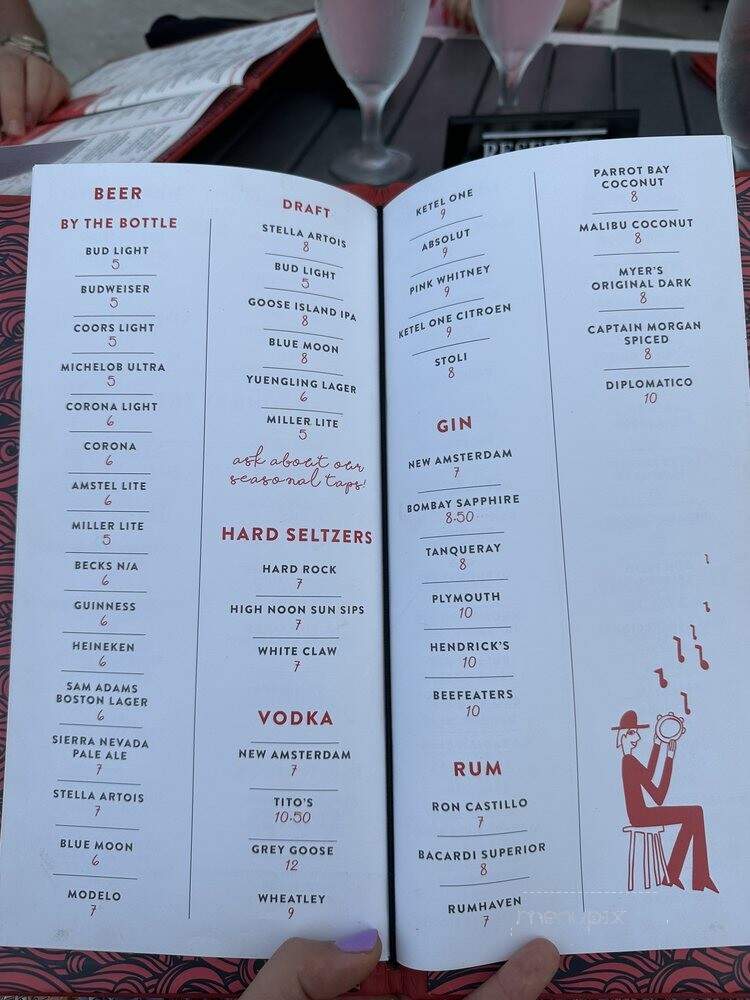 BEER
BY THE BOTTLE
BUD LIGHT
5
BUDWEISER
5
COORS LIGHT
5
MICHELOB ULTRA
5
CORONA LIGHT
6
CORONA
6
AMSTEL LITE
6
MILLER LITE
5
BECKS N/A
6
GUINNESS
6
HEINEKEN
6
SAM ADAMS
BOSTON LAGER
6
SIERRA NEVADA
PALE ALE
7
STELLA ARTOIS
7
BLUE MOON
6
MODELO
7
DRAFT
STELLA ARTOIS
8
BUD LIGHT
5
GOOSE ISLAND IPA
8
BLUE MOON
8
YUENGLING LAGER
6
MILLER LITE
5
ask about our
seasonal taps!
HARD SELTZERS
HARD ROCK
7
HIGH NOON SUN SIPS
7
WHITE CLAW
7
VODKA
NEW AMSTERDAM
7
TITO'S
10.50
GREY GOOSE
12
WHEATLEY
9
KETEL ONE
9
ABSOLUT
9
PINK WHITNEY
9
KETEL ONE CITROEN
9
STOLI
8
GIN
NEW AMSTERDAM
7
BOMBAY SAPPHIRE
8.50
TANQUERAY
8
PLYMOUTH
10
HENDRICK'S
10
BEEFEATERS
10
RUM
RON CASTILLO
7
BACARDI SUPERIOR
8
RUMHAVEN
7
PARROT BAY
COCONUT
8
MALIBU COCONUT
8
MYER'S
ORIGINAL DARK
8
CAPTAIN MORGAN
SPICED
8
DIPLOMATICO
10